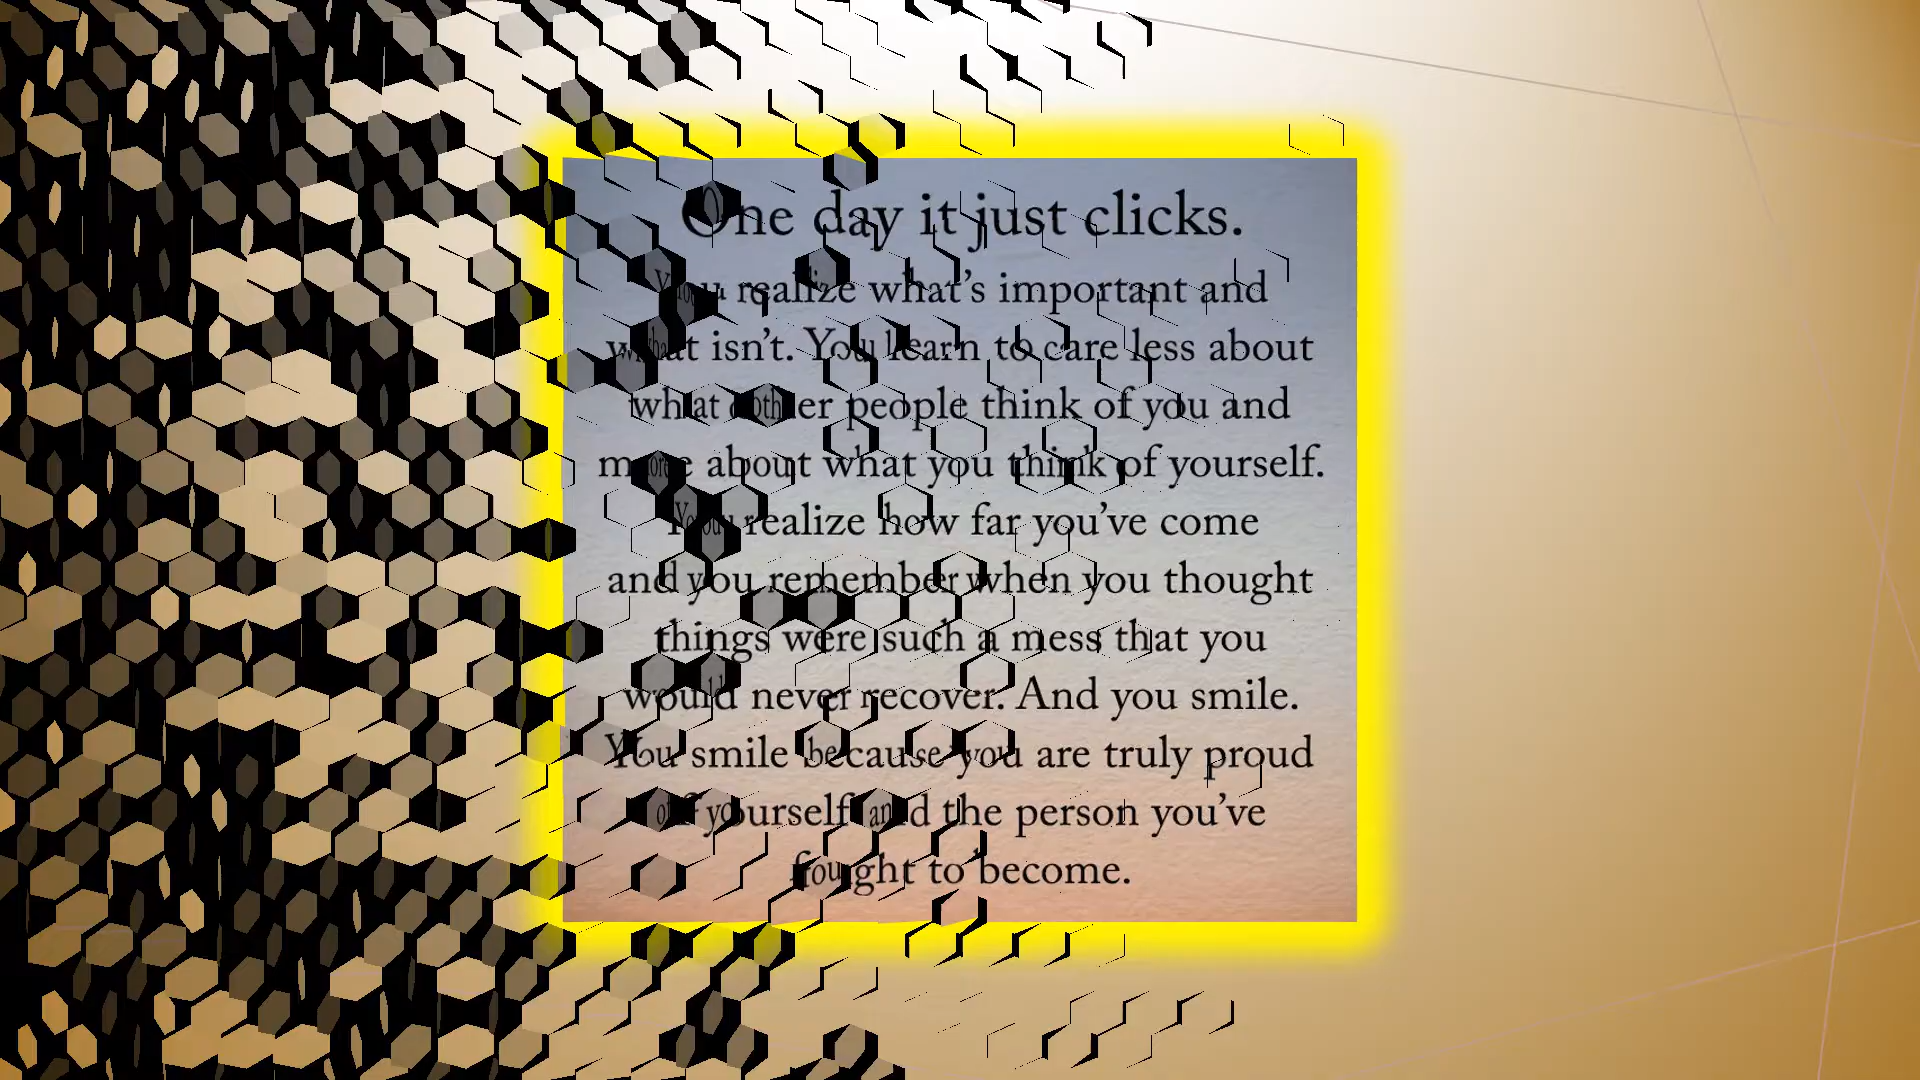 One day it just clicks.
You realize what's important and
what isn't. You learn to care less about
what other people think of you and
more about what you think of yourself.
You realize how far you've come
and you remember when you thought
things were such a mess that you
would never recover. And you smile.
You smile because you are truly proud
of yourself and the person you've
fought to become.